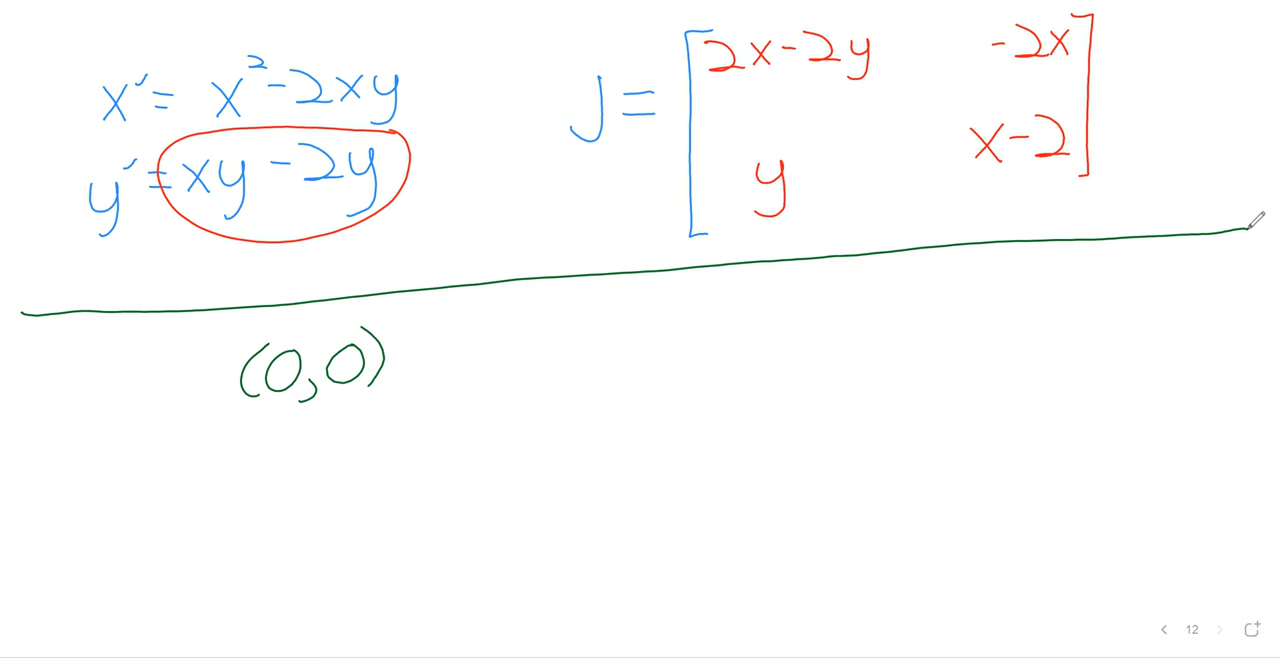 x' = x² - 2xy
y' = xy - 2y
J = [2x - 2y -2x
y x - 2]
(0,0)
12